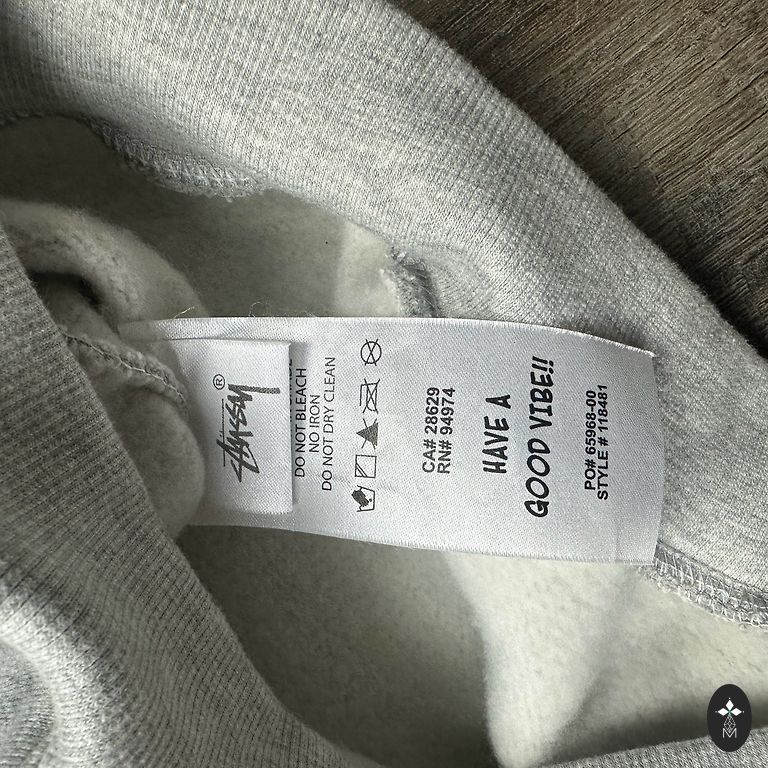 STÜSSY®
DO NOT BLEACH
NO IRON
DO NOT DRY CLEAN
CA# 28629
RN# 94974
HAVE A
GOOD VIBE!!
PO# 65968-00
STYLE # 118481